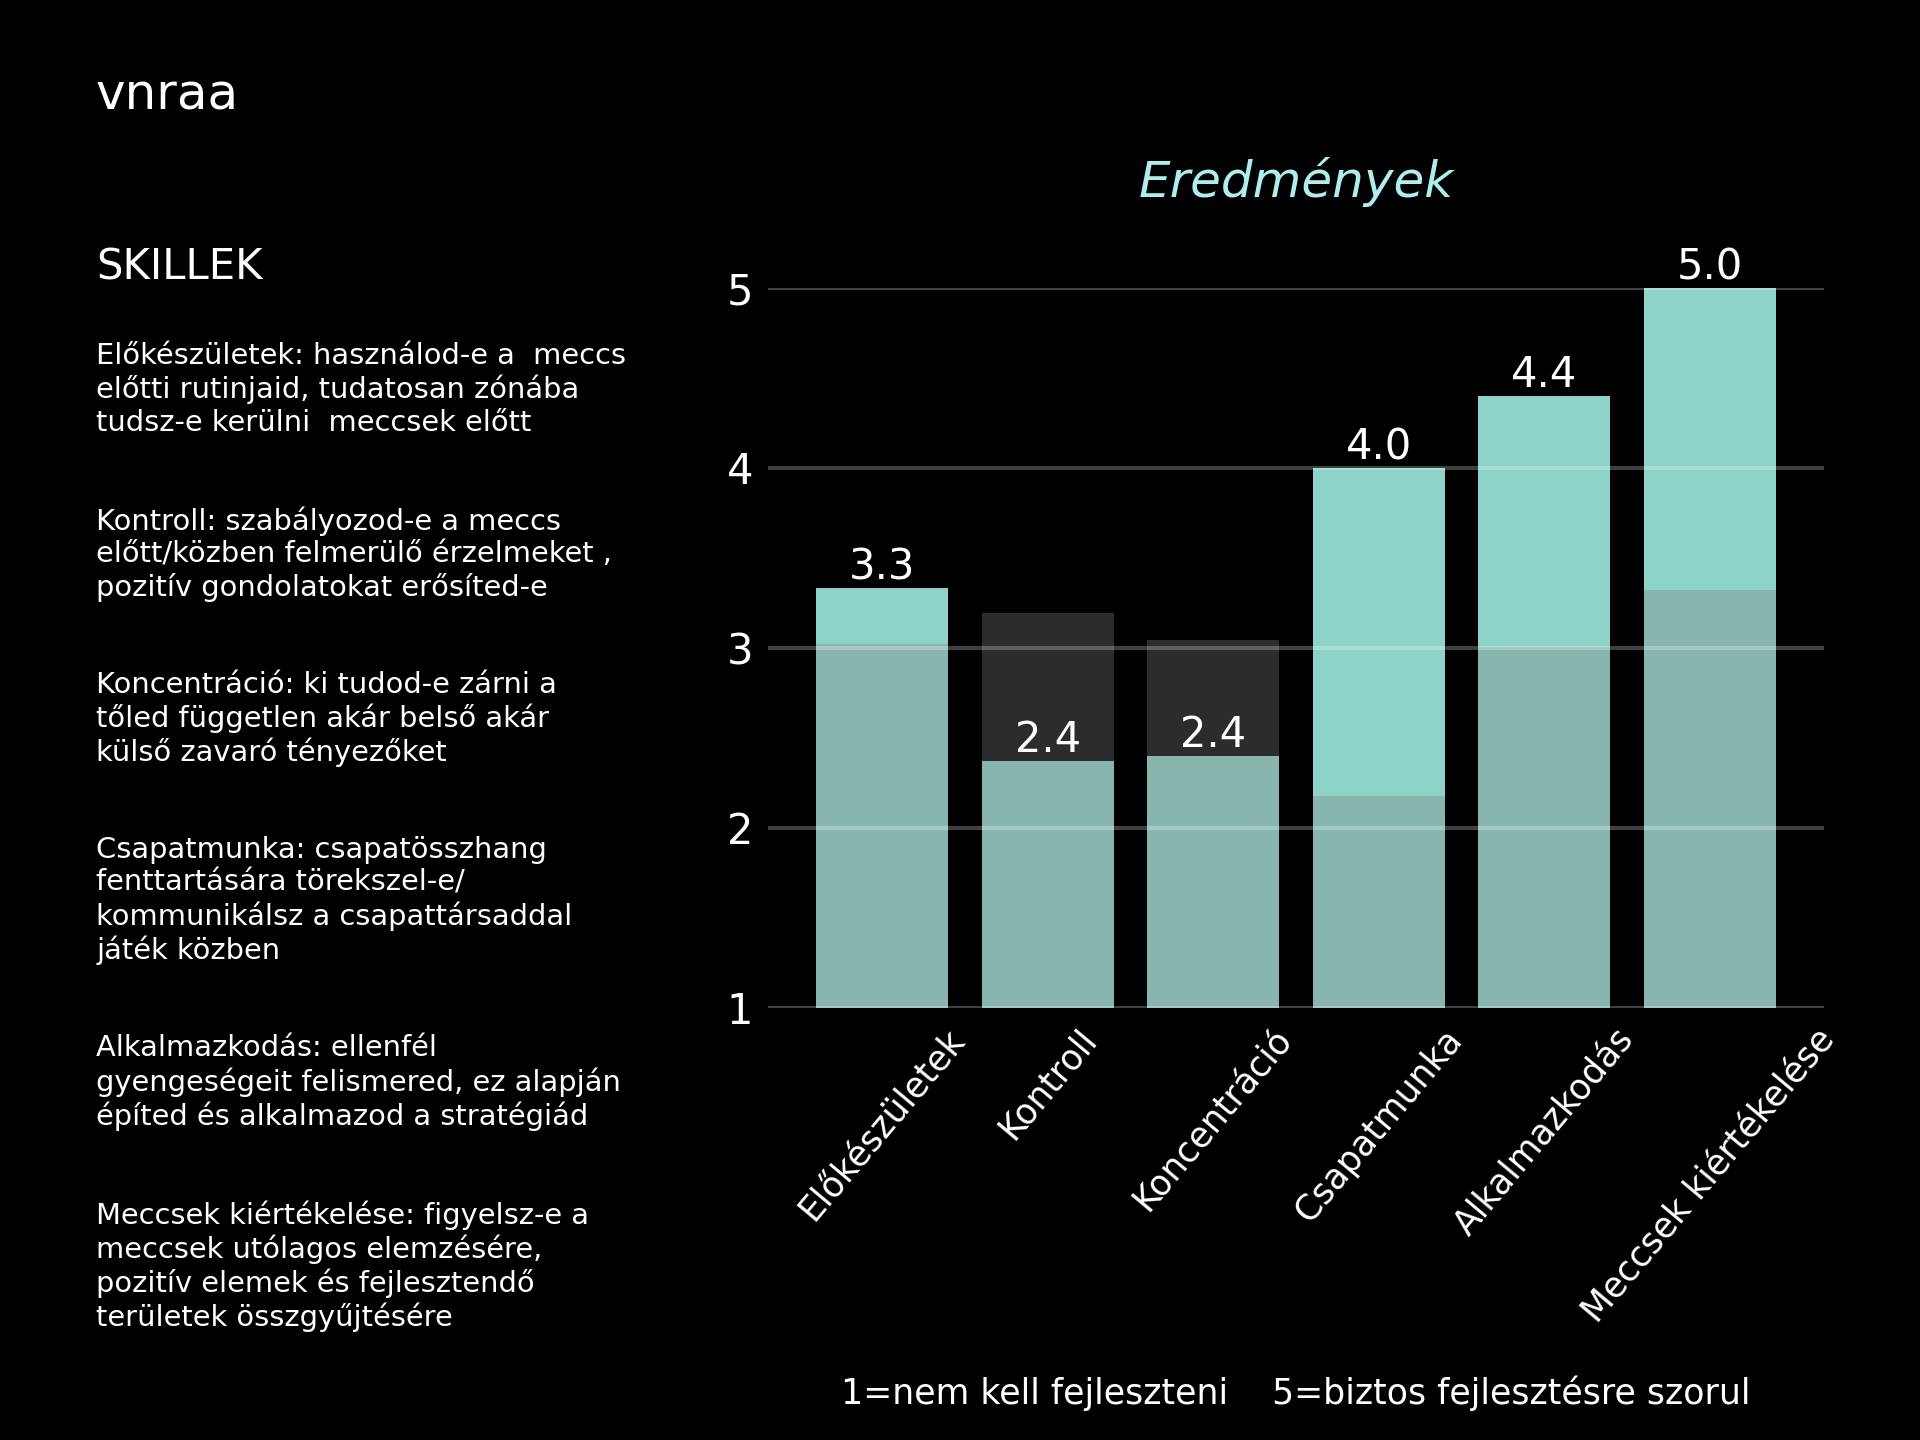 vnraa
Eredmények
SKILLEK
Előkészületek: használod-e a  meccs
előtti rutinjaid, tudatosan zónába
tudsz-e kerülni  meccsek előtt
Kontroll: szabályozod-e a meccs
előtt/közben felmerülő érzelmeket ,
pozitív gondolatokat erősíted-e
Koncentráció: ki tudod-e zárni a
tőled független akár belső akár
külső zavaró tényezőket
Csapatmunka: csapatösszhang
fenttartására törekszel-e/
kommunikálsz a csapattársaddal
játék közben
Alkalmazkodás: ellenfél
gyengeségeit felismered, ez alapján
építed és alkalmazod a stratégiád
Meccsek kiértékelése: figyelsz-e a
meccsek utólagos elemzésére,
pozitív elemek és fejlesztendő
területek összgyűjtésére
5
4
3
2
1
3.3
2.4
2.4
4.0
4.4
5.0
Előkészületek
Kontroll
Koncentráció
Csapatmunka
Alkalmazkodás
Meccsek kiértékelése
1=nem kell fejleszteni    5=biztos fejlesztésre szorul